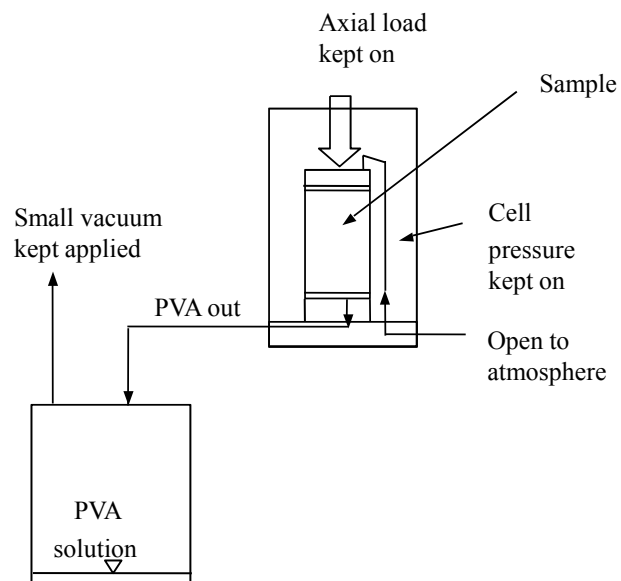 Axial load
kept on
Sample
Small vacuum
kept applied
Cell
pressure
kept on
PVA out
Open to
atmosphere
PVA
solution